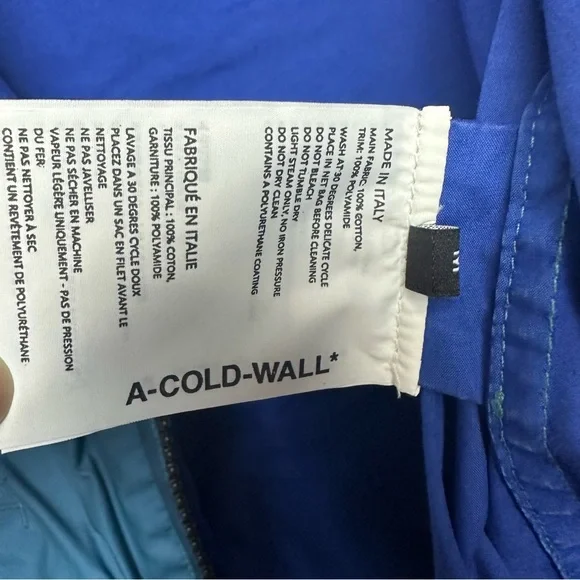 MADE IN ITALY
MAIN FABRIC: 100% COTTON,
TRIM: 100% POLYAMIDE
WASH AT 30 DEGREES DELICATE CYCLE
PLACE IN NET BAG BEFORE CLEANING
DO NOT BLEACH
DO NOT TUMBLE DRY
LIGHT STEAM ONLY, NO IRON PRESSURE
DO NOT DRY CLEAN
CONTAINS A POLYURETHANE COATING
FABRIQUÉ EN ITALIE
TISSU PRINCIPAL : 100% COTON,
GARNITURE : 100% POLYAMIDE
LAVAGE A 30 DEGRES CYCLE DOUX
PLACEZ DANS UN SAC EN FILET AVANT LE
NETTOYAGE
NE PAS JAVELLISER
NE PAS SÉCHER EN MACHINE
VAPEUR LÉGÈRE UNIQUEMENT - PAS DE PRESSION
DU FER
NE PAS NETTOYER À SEC
CONTIENT UN REVÊTEMENT DE POLYURÉTHANE
A-COLD-WALL*